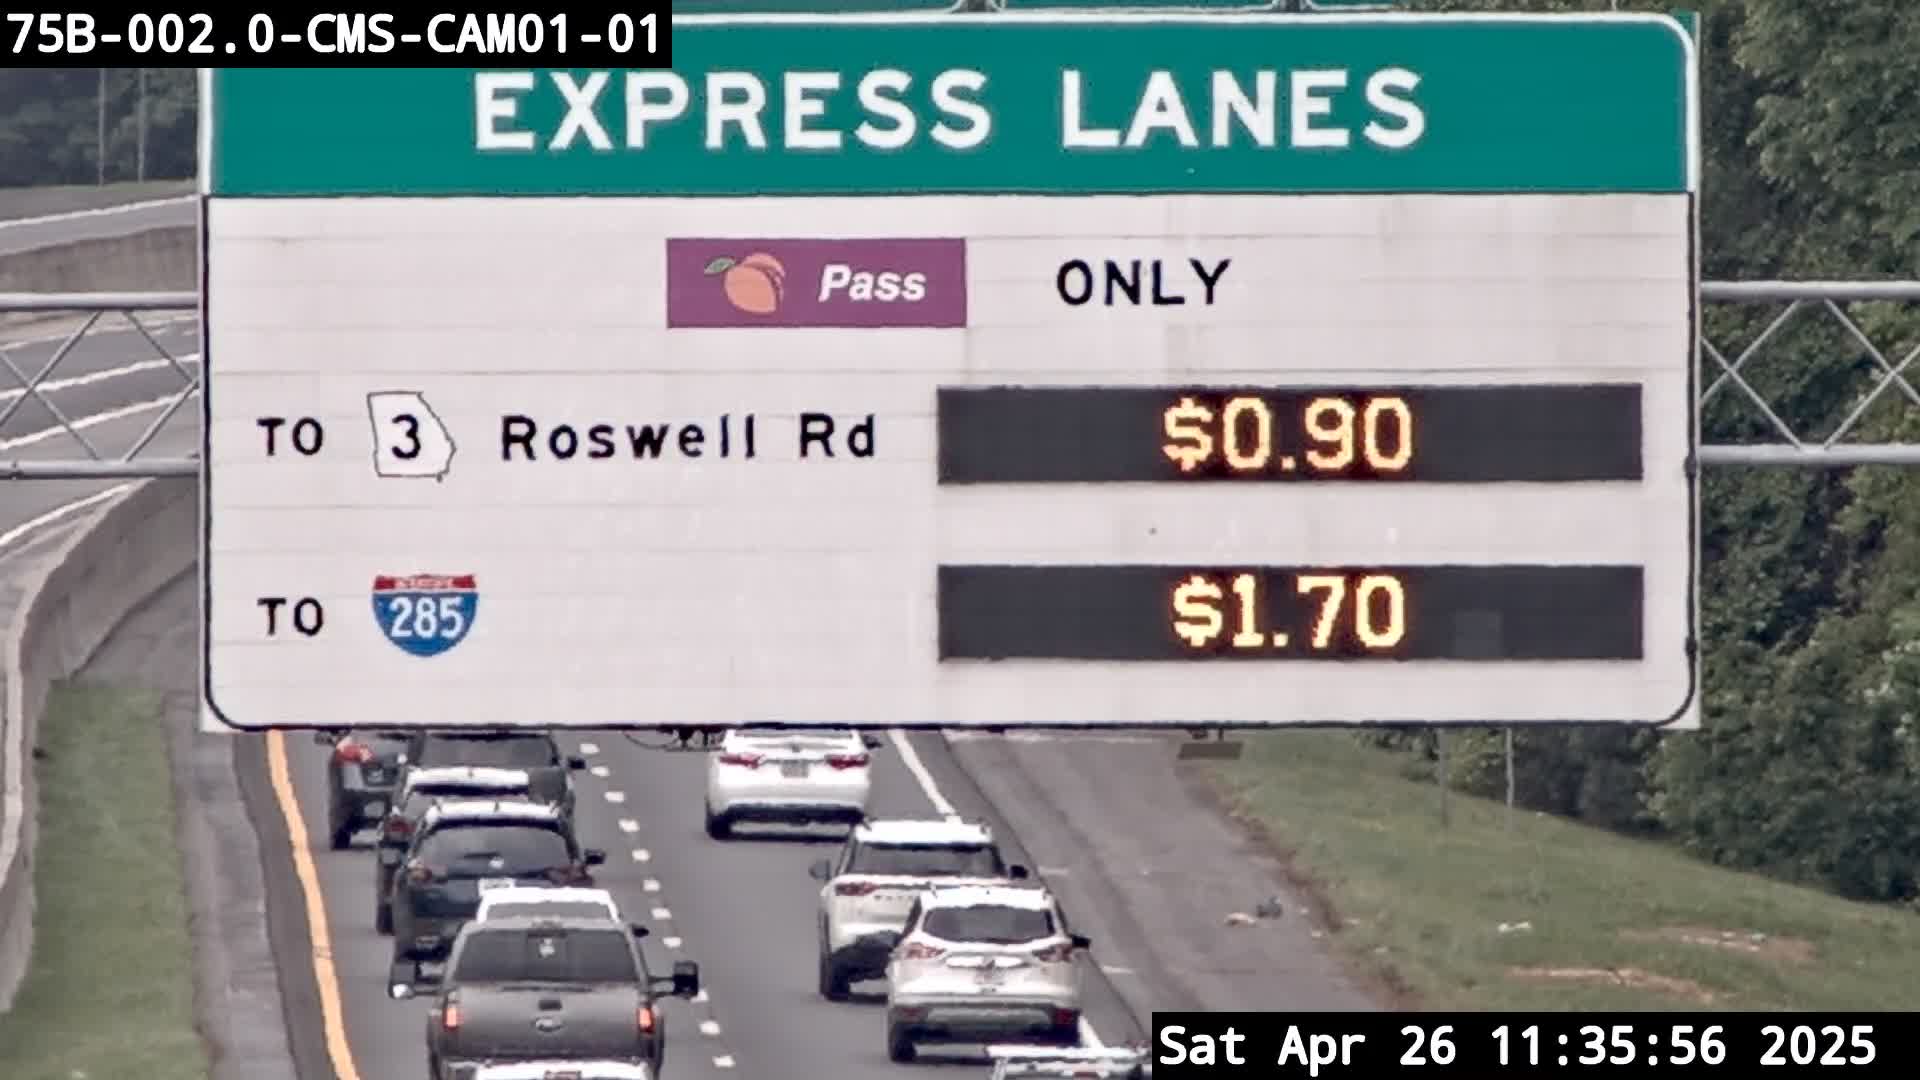 75B-002.0-CMS-CAM01-01
EXPRESS LANES
Pass ONLY
TO 3 Roswell Rd $0.90
TO 285 $1.70
Sat Apr 26 11:35:56 2025